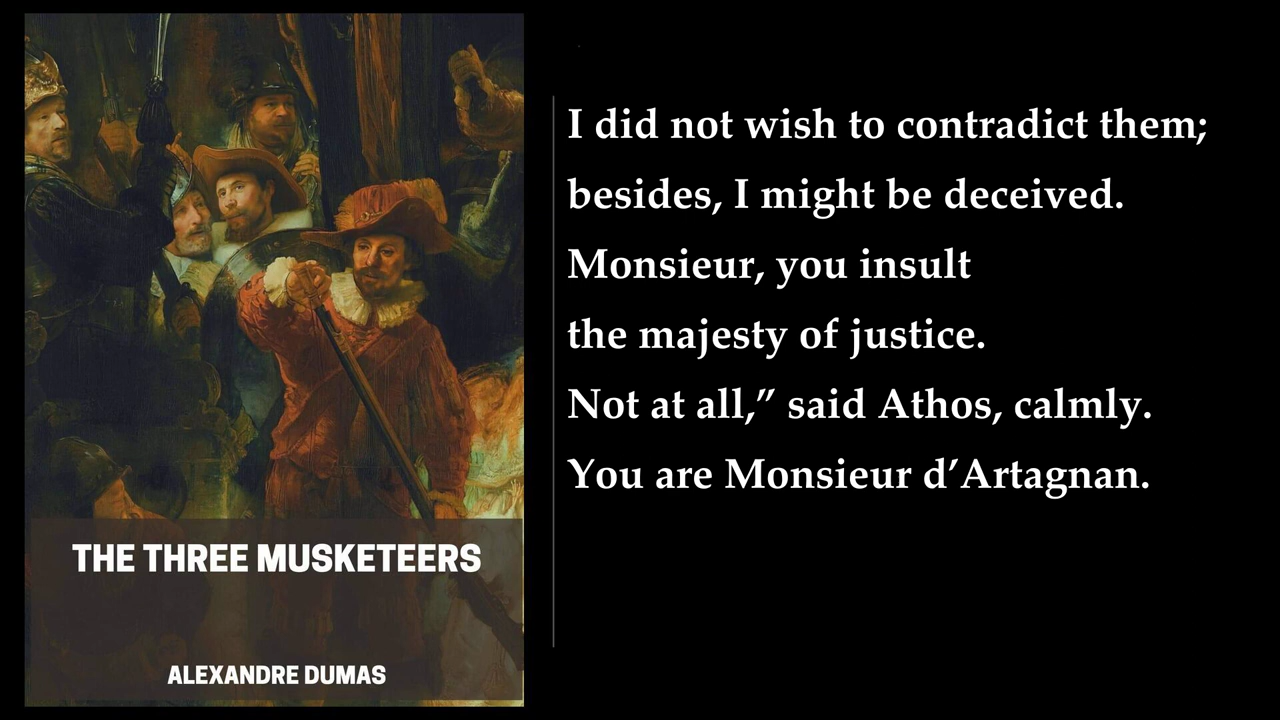 THE THREE MUSKETEERS
ALEXANDRE DUMAS
I did not wish to contradict them;
besides, I might be deceived.
Monsieur, you insult
the majesty of justice.
Not at all,” said Athos, calmly.
You are Monsieur d’Artagnan.